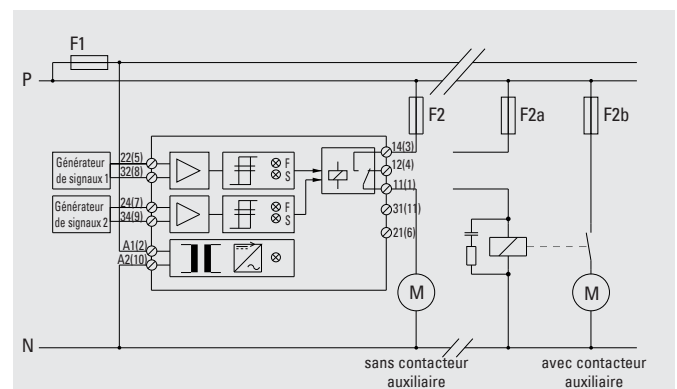 F1
P
F2
F2a
F2b
14(3)
12(4)
11(1)
31(11)
21(6)
Générateur
de signaux 1
22(5)
32(8)
F
S
Générateur
de signaux 2
24(7)
34(9)
F
S
A1(2)
A2(10)
M
M
N
sans contacteur
auxiliaire
avec contacteur
auxiliaire